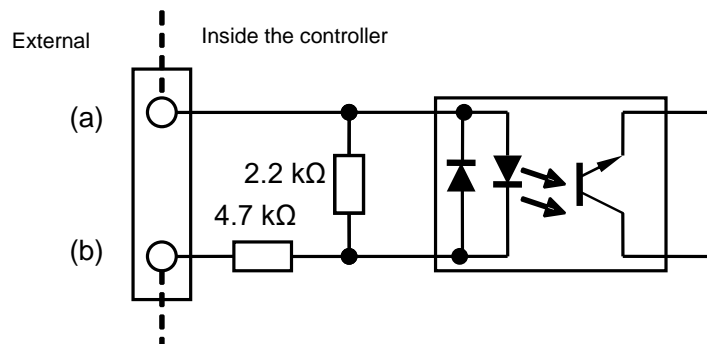 External
Inside the controller
(a)
2.2 kΩ
4.7 kΩ
(b)